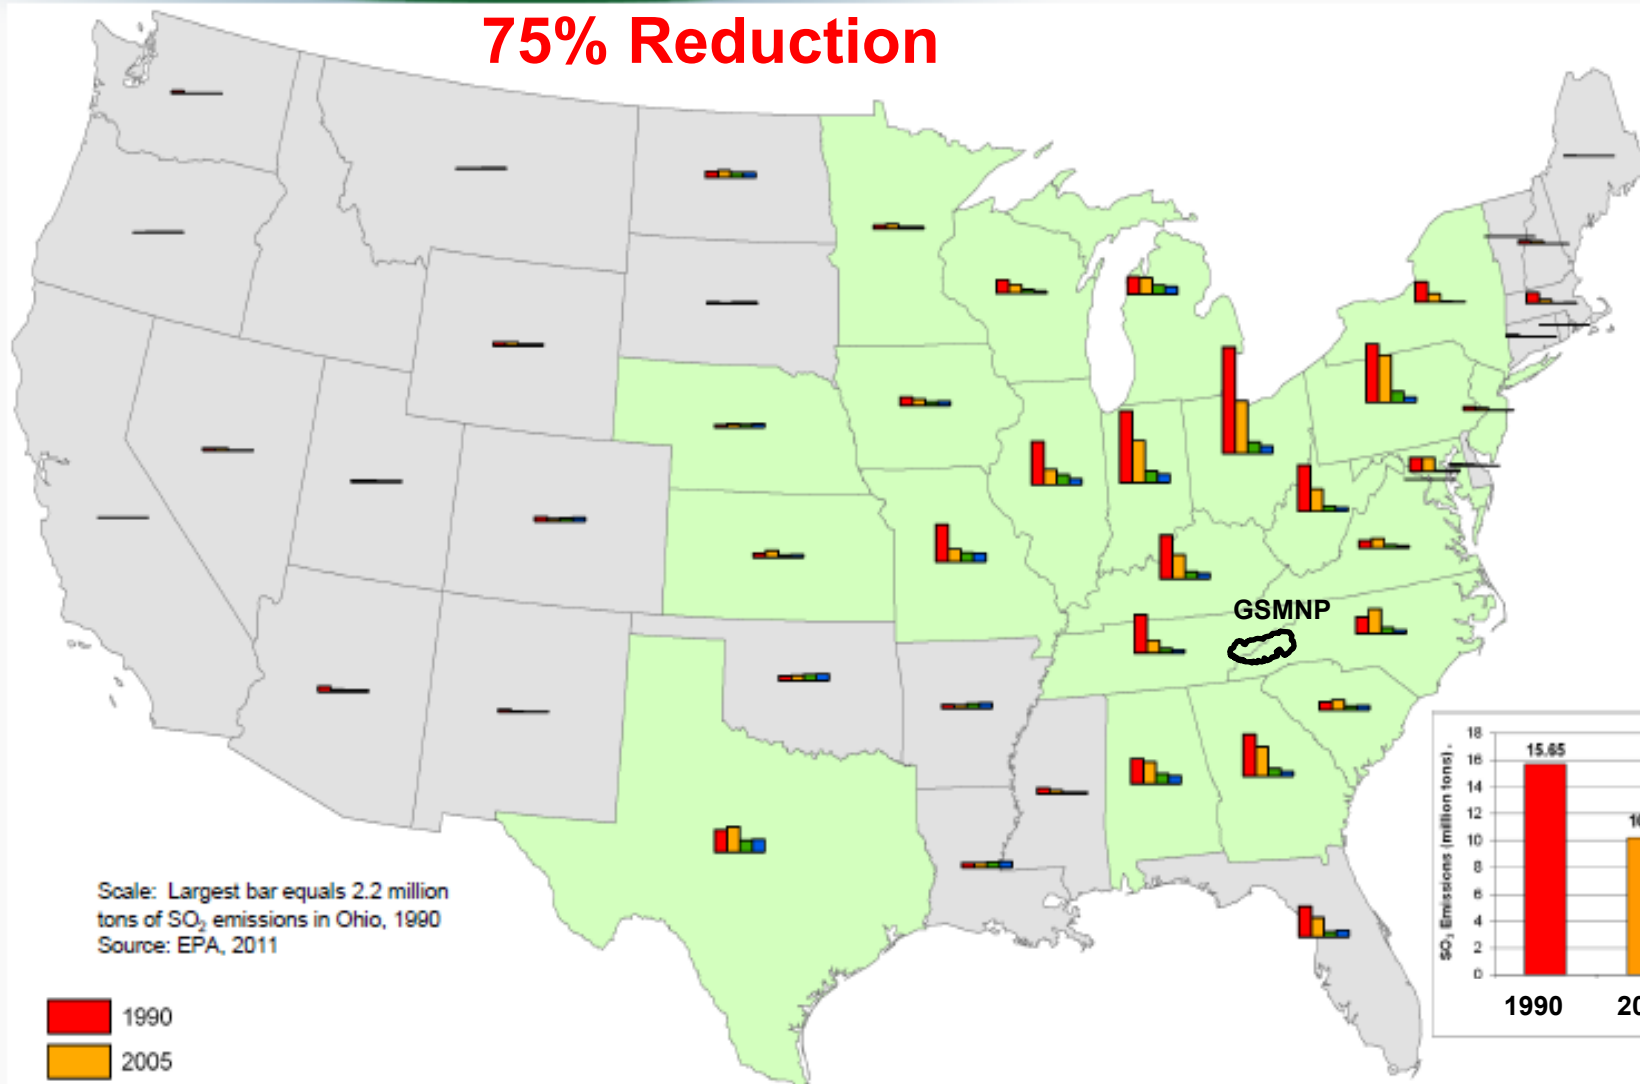 75% Reduction
GSMNP
Scale: Largest bar equals 2.2 million
tons of SO₂ emissions in Ohio, 1990
Source: EPA, 2011
1990
2005
SO₂ Emissions (million tons) .
18
16
14
12
10
8
6
4
2
0
15.65
1990